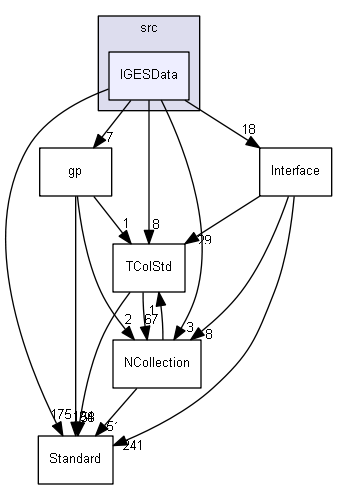 src
IGESData
7
18
gp
Interface
1
8
29
TColStd
1
67
2
3
8
NCollection
175
51
241
Standard